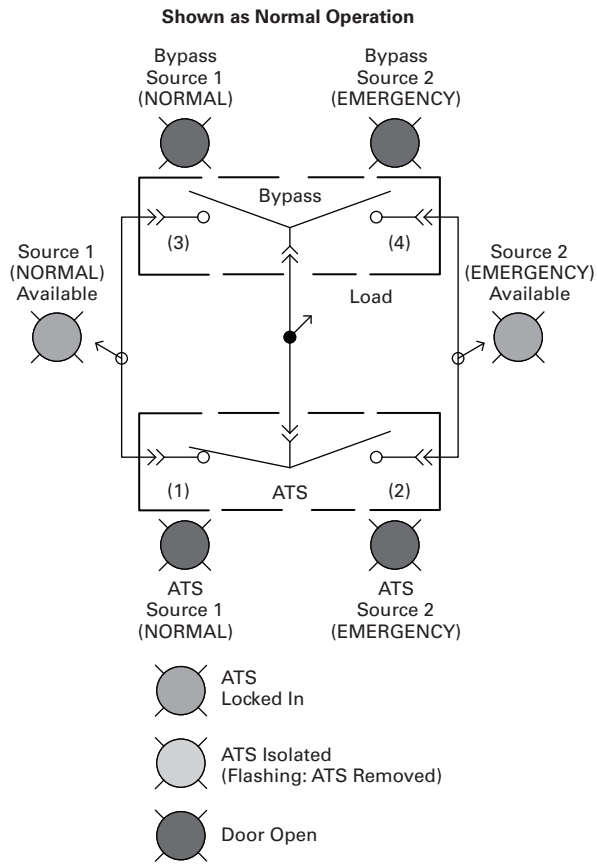 Shown as Normal Operation
Bypass
Source 1
(NORMAL)
Bypass
Source 2
(EMERGENCY)
Bypass
(3)
(4)
Source 1
(NORMAL)
Available
Source 2
(EMERGENCY)
Available
Load
(1)
ATS
(2)
ATS
Source 1
(NORMAL)
ATS
Source 2
(EMERGENCY)
ATS
Locked In
ATS Isolated
(Flashing: ATS Removed)
Door Open